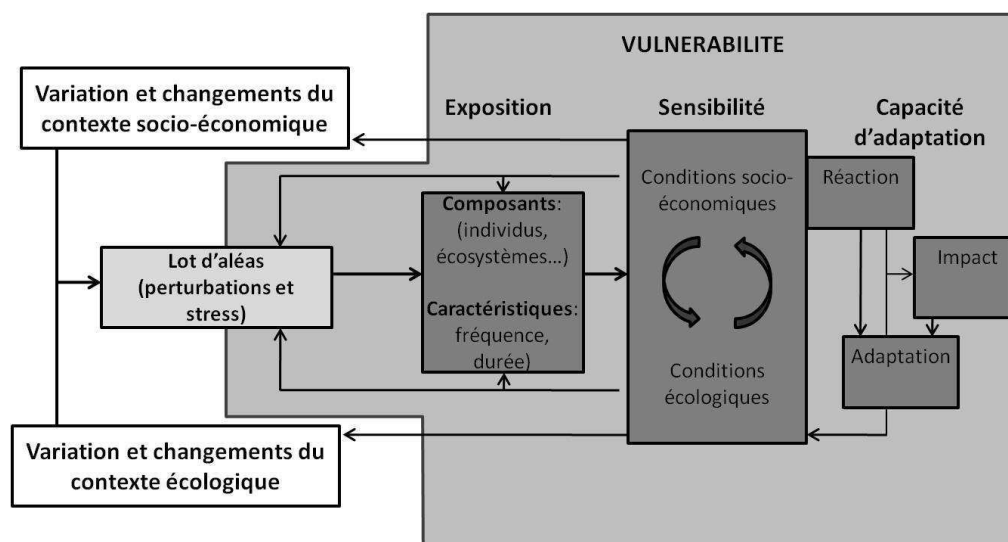 VULNERABILITE
Variation et changements du
contexte socio-économique
Exposition
Sensibilité
Capacité
d’adaptation
Conditions socio-
économiques
Réaction
Composants:
(individus,
écosystèmes…)
Caractéristiques:
fréquence,
durée)
Lot d’aléas
(perturbations et
stress)
Impact
Adaptation
Conditions
écologiques
Variation et changements du
contexte écologique